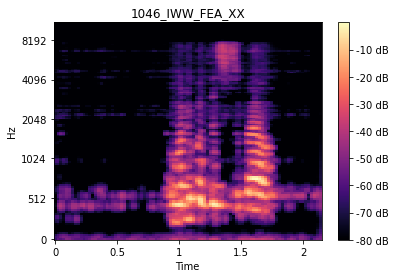 1046_IWW_FEA_XX
8192
4096
2048
1024
512
0
Hz
0
0.5
1
1.5
2
Time
-10 dB
-20 dB
-30 dB
-40 dB
-50 dB
-60 dB
-70 dB
-80 dB